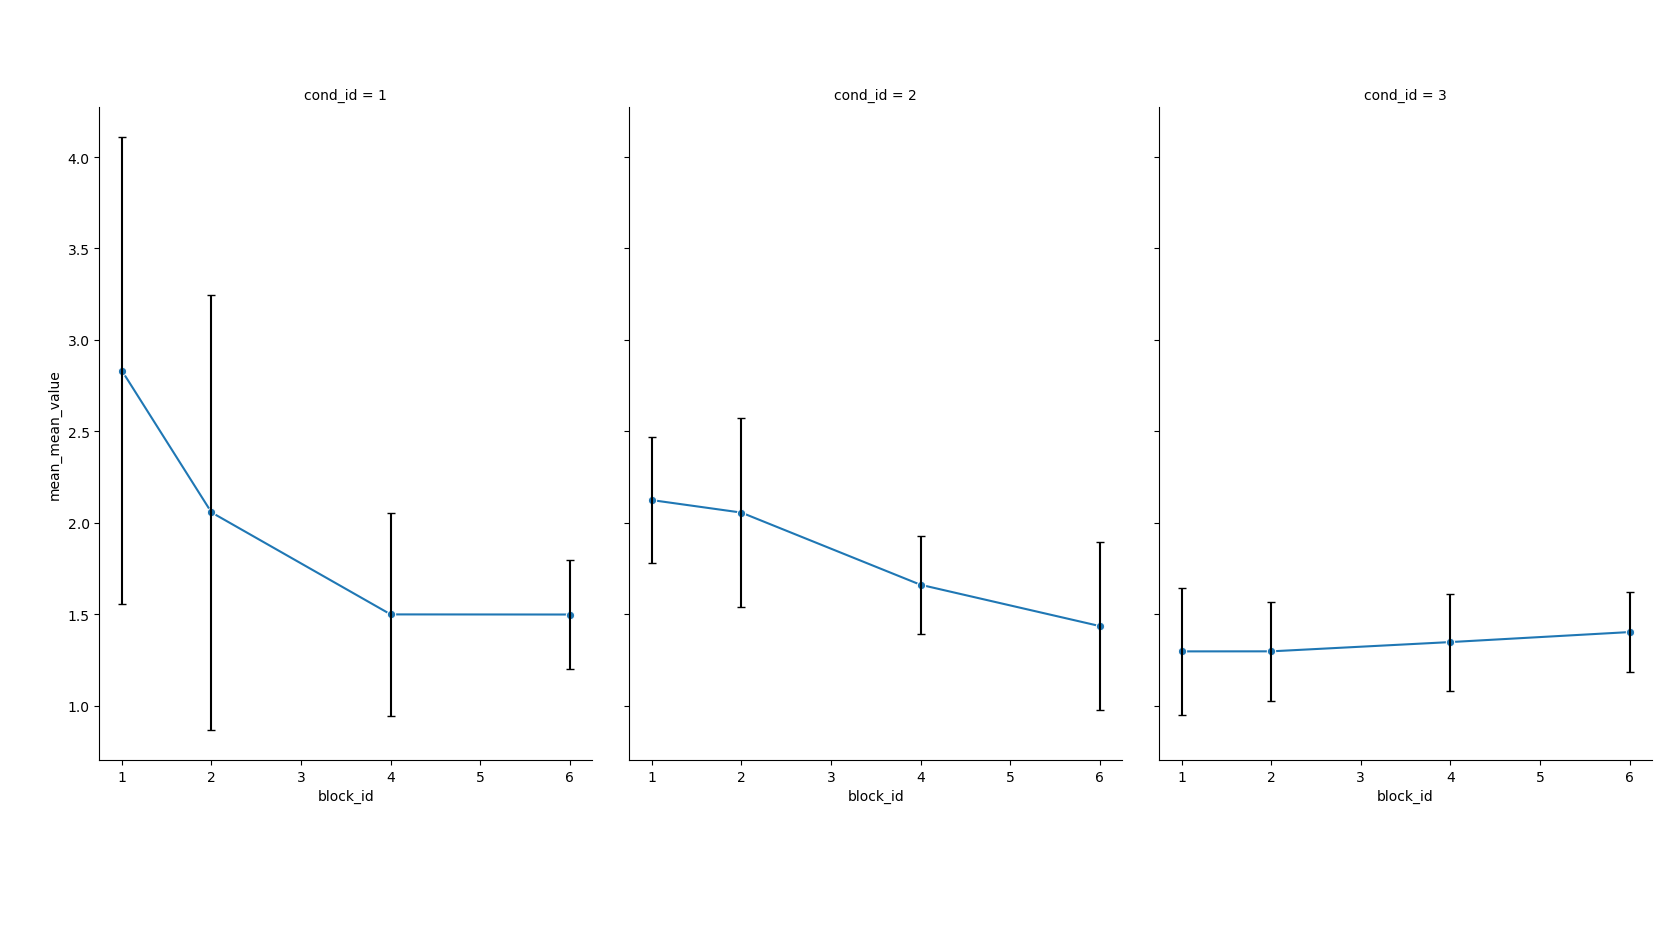 cond_id = 1
cond_id = 2
cond_id = 3
mean_mean_value
4.0
3.5
3.0
2.5
2.0
1.5
1.0
1 2 3 4 5 6
1 2 3 4 5 6
1 2 3 4 5 6
block_id
block_id
block_id